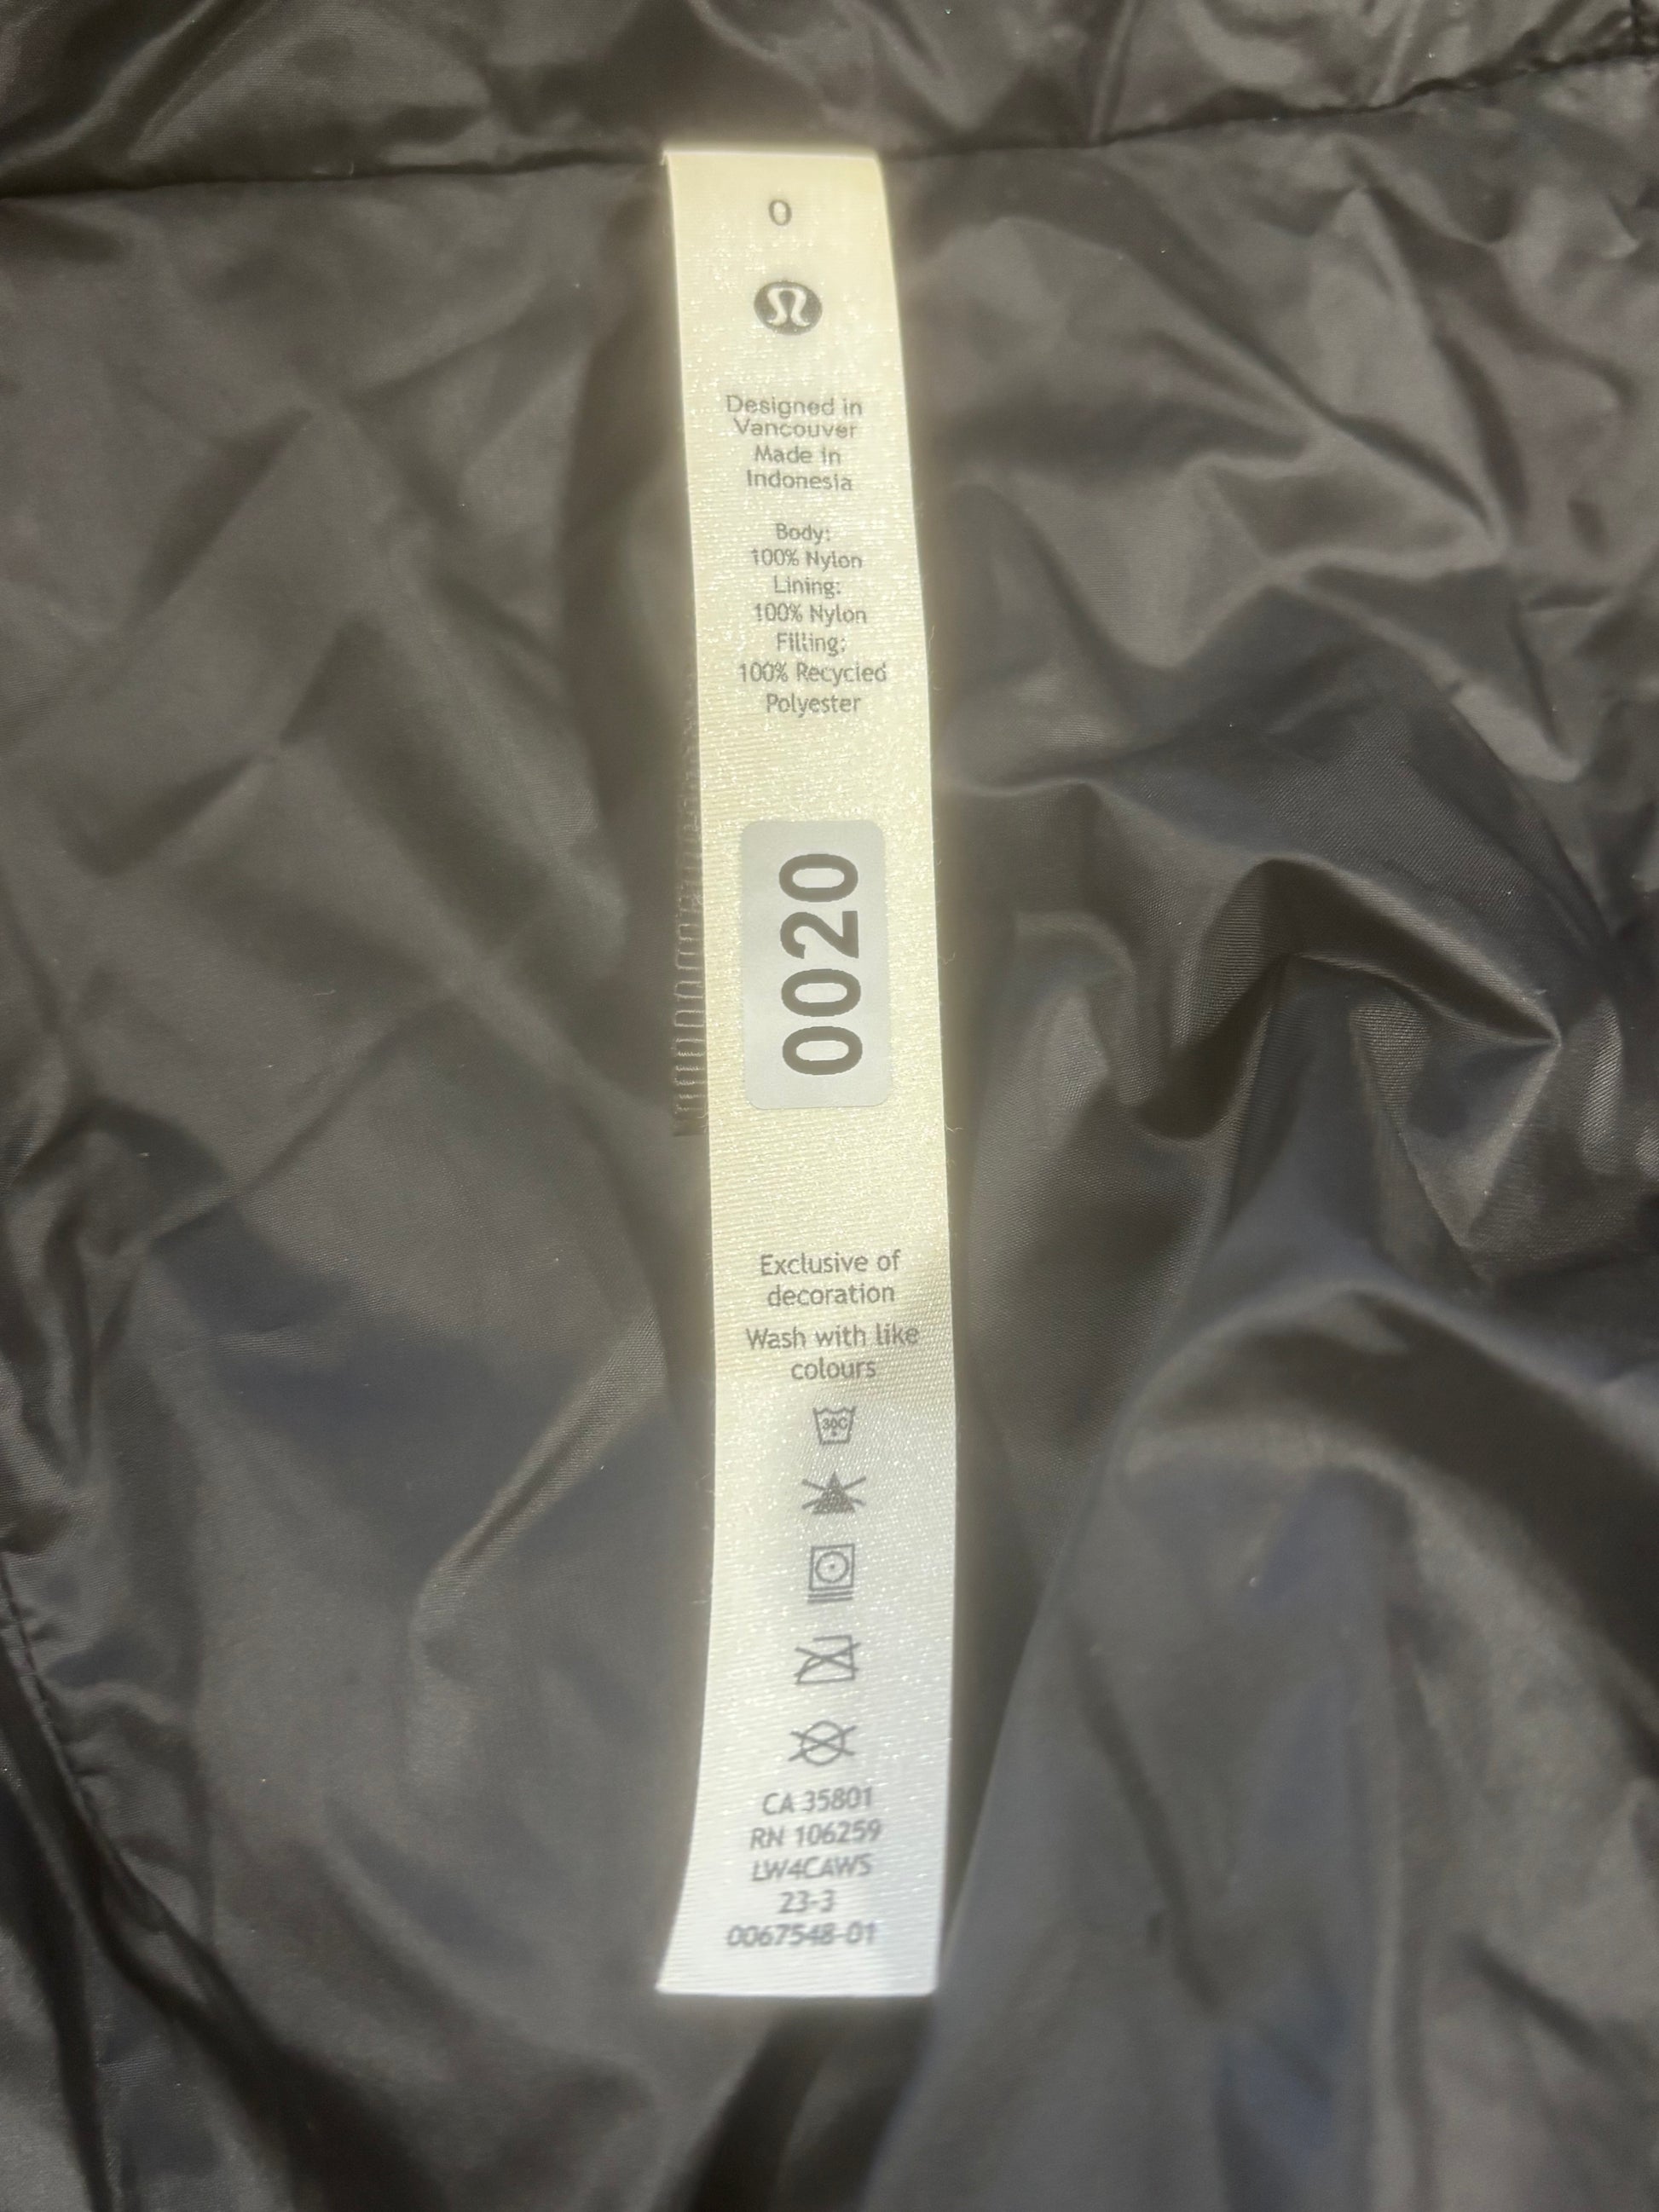 0
Designed in
Vancouver
Made in
Indonesia
Body:
100% Nylon
Lining:
100% Nylon
Filling:
100% Recycled
Polyester
0020
Exclusive of
decoration
Wash with like
colours
30C
CA 35801
RN 106259
LW4CAWS
23-3
0067548-01